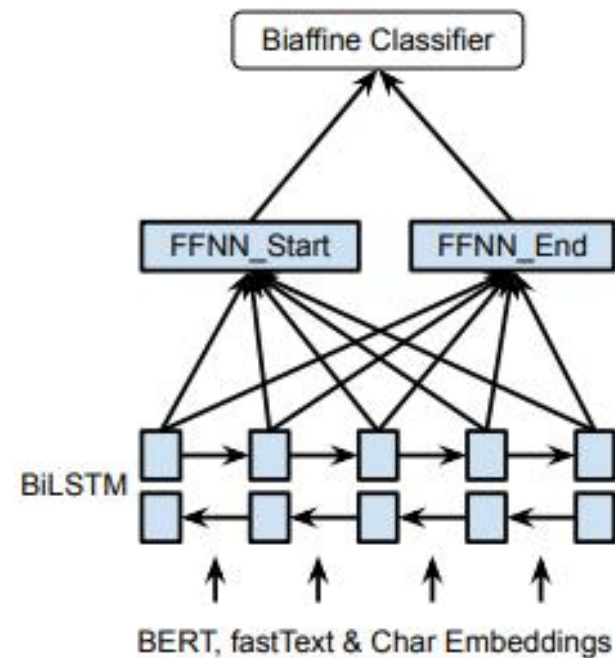 Biaffine Classifier
FFNN_Start FFNN_End
BiLSTM
BERT, fastText & Char Embeddings